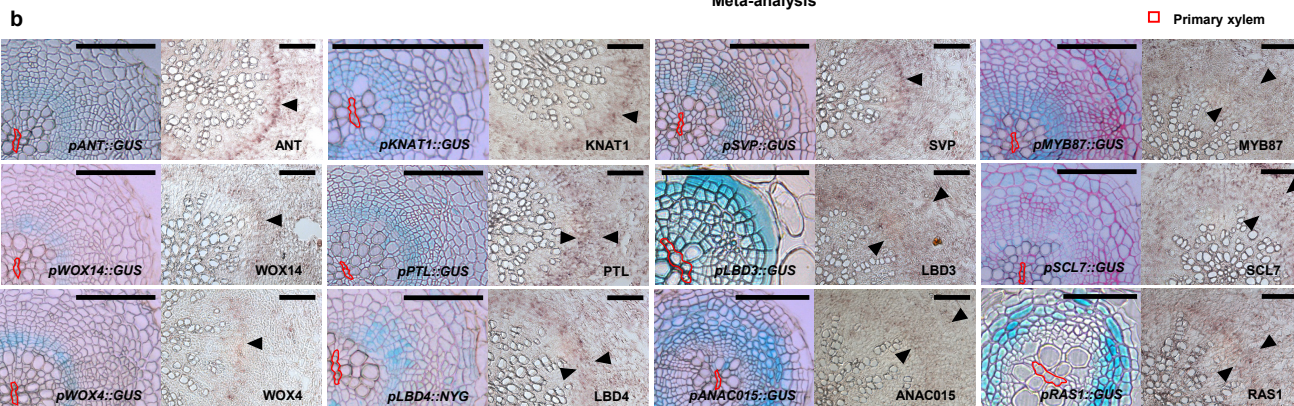 Meta-analysis
b
Primary xylem
pANT::GUS ANT pKNAT1::GUS KNAT1 pSVP::GUS SVP pMYB87::GUS MYB87
pWOX14::GUS WOX14 pPTL::GUS PTL pLBD3::GUS LBD3 pSCL7::GUS SCL7
pWOX4::GUS WOX4 pLBD4::NYG LBD4 pANAC015::GUS ANAC015 pRAS1::GUS RAS1